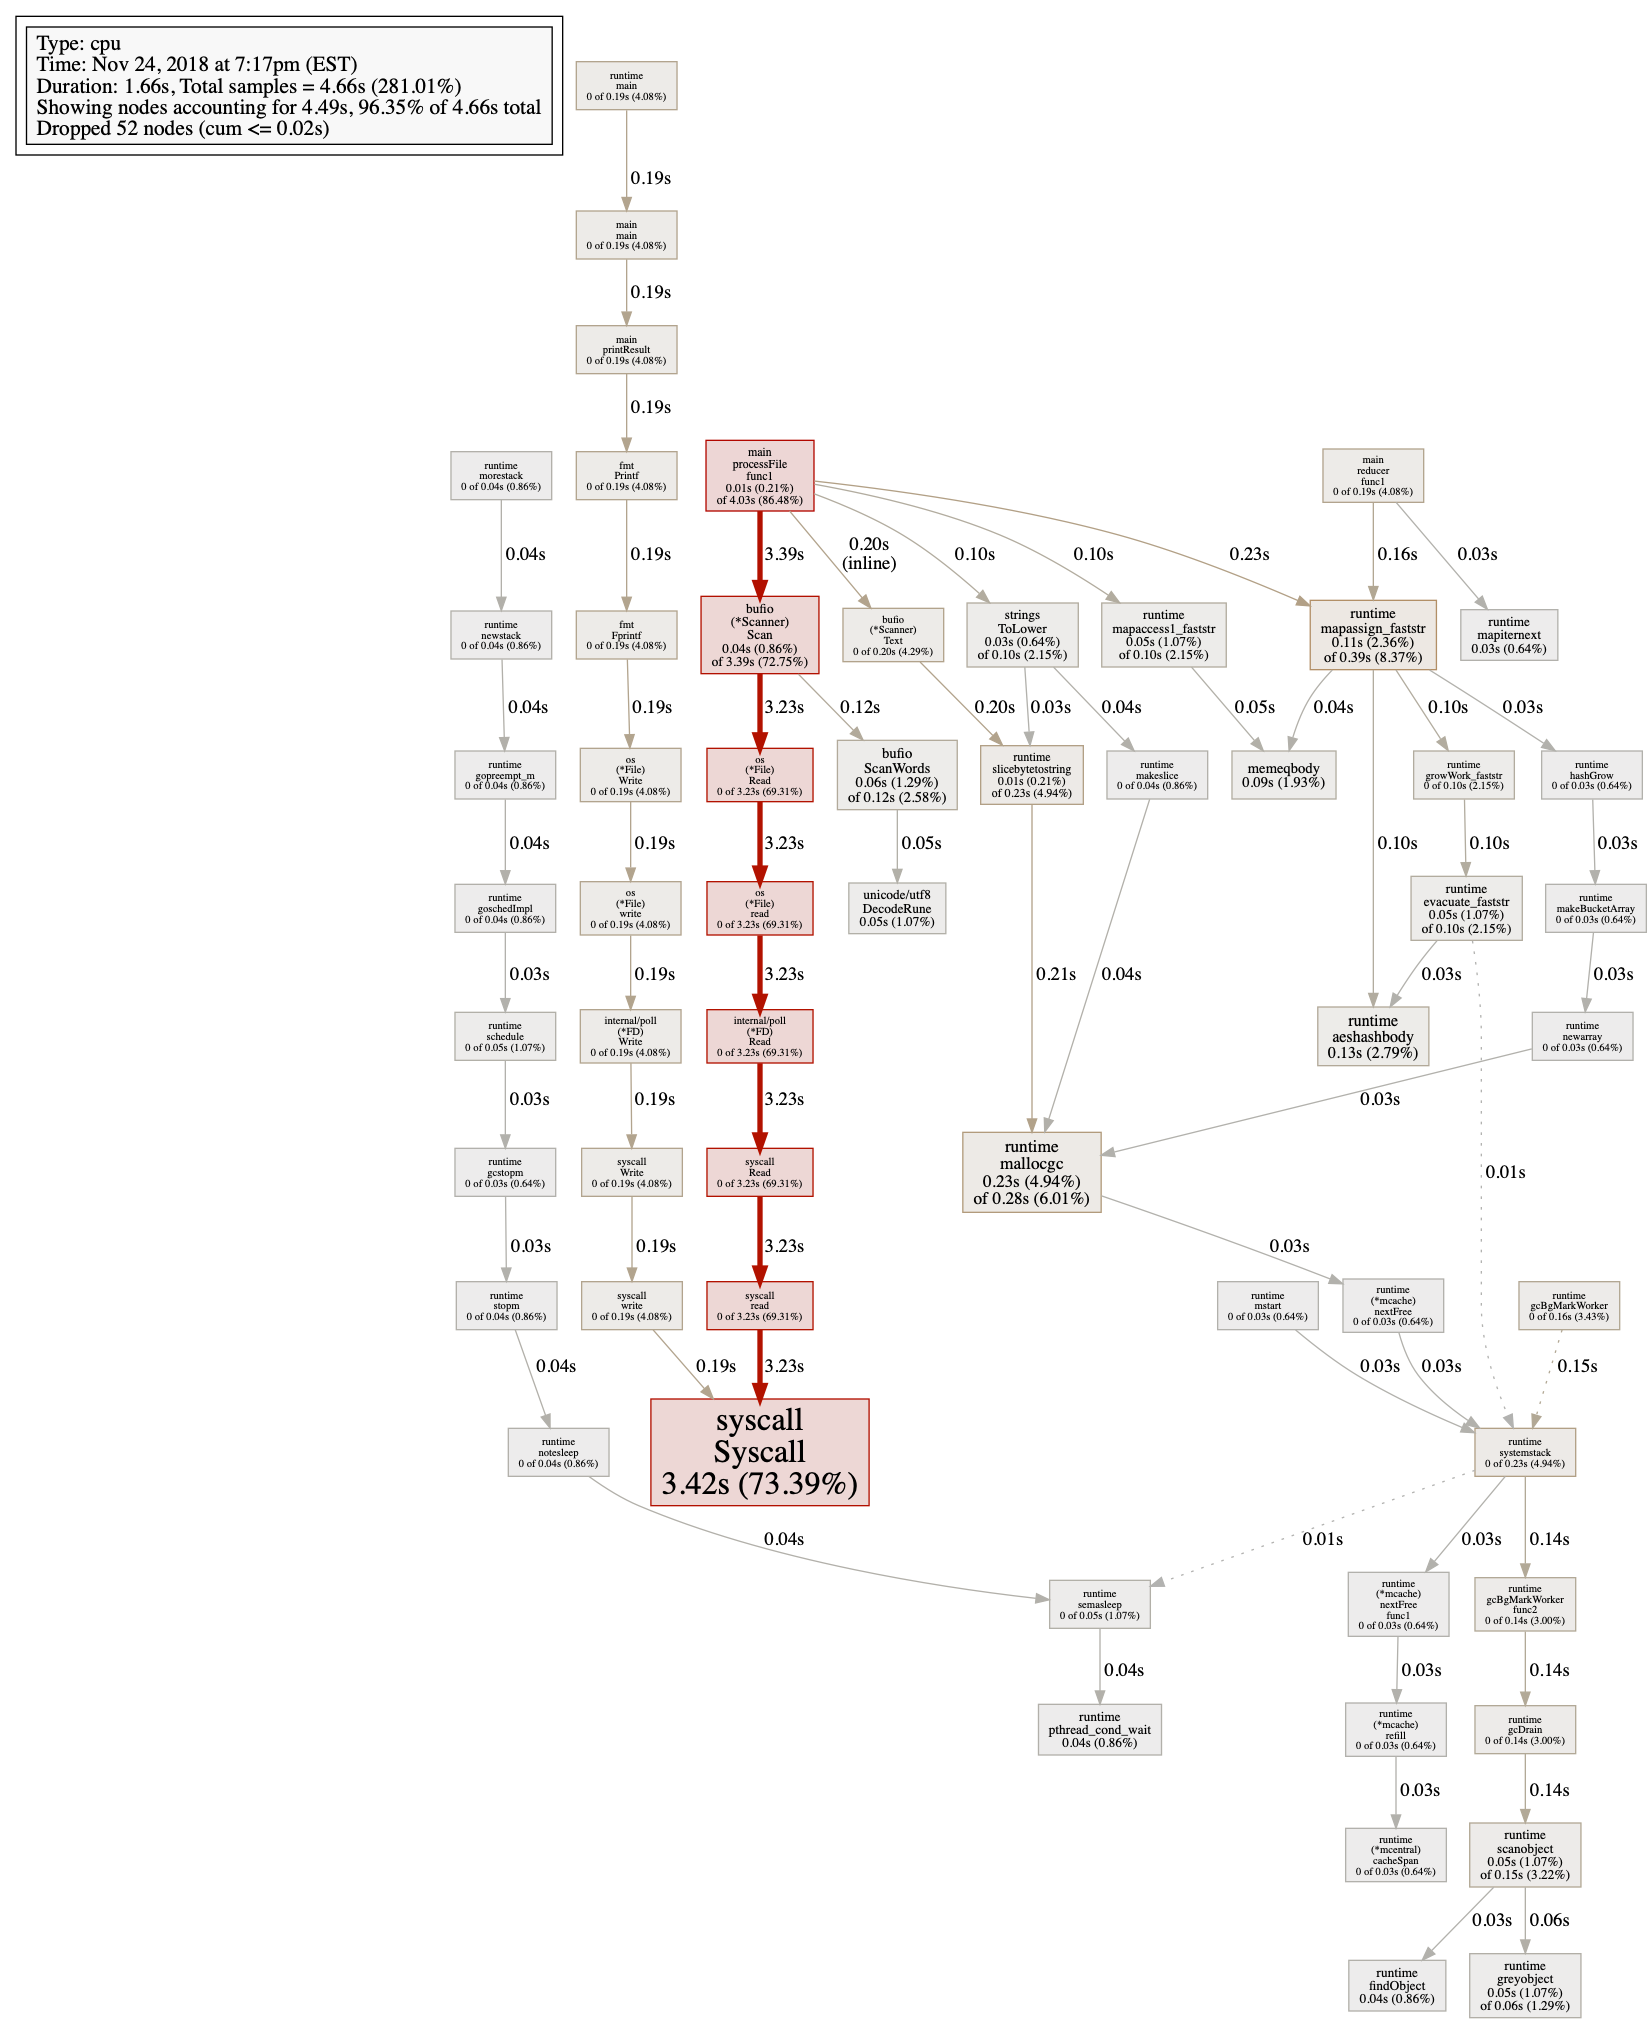 Type: cpu
Time: Nov 24, 2018 at 7:17pm (EST)
Duration: 1.66s, Total samples = 4.66s (281.01%)
Showing nodes accounting for 4.49s, 96.35% of 4.66s total
Dropped 52 nodes (cum <= 0.02s)
runtime
main
0 of 0.19s (4.08%)
0.19s
main
main
0 of 0.19s (4.08%)
0.19s
main
printResult
0 of 0.19s (4.08%)
0.19s
runtime
morestack
0 of 0.04s (0.86%)
fmt
Printf
0 of 0.19s (4.08%)
main
processFile
func1
0.01s (0.21%)
of 4.03s (86.48%)
main
reducer
func1
0 of 0.19s (4.08%)
0.04s
0.19s
3.39s
0.20s
(inline)
0.10s
0.10s
0.23s
0.16s
0.03s
runtime
newstack
0 of 0.04s (0.86%)
fmt
Fprintf
0 of 0.19s (4.08%)
bufio
(*Scanner)
Scan
0.04s (0.86%)
of 3.39s (72.75%)
bufio
(*Scanner)
Text
0 of 0.20s (4.29%)
strings
ToLower
0.03s (0.64%)
of 0.10s (2.15%)
runtime
mapaccess1_faststr
0.05s (1.07%)
of 0.10s (2.15%)
runtime
mapassign_faststr
0.11s (2.36%)
of 0.39s (8.37%)
runtime
mapiternext
0.03s (0.64%)
0.04s
0.19s
3.23s
0.12s
0.20s
0.03s
0.04s
0.05s
0.04s
0.10s
0.03s
runtime
gopreempt_m
0 of 0.04s (0.86%)
os
(*File)
Write
0 of 0.19s (4.08%)
os
(*File)
Read
0 of 3.23s (69.31%)
bufio
ScanWords
0.06s (1.29%)
of 0.12s (2.58%)
runtime
slicebytetostring
0.01s (0.21%)
of 0.23s (4.94%)
runtime
makeslice
0 of 0.04s (0.86%)
memeqbody
0.09s (1.93%)
runtime
growWork_faststr
0 of 0.10s (2.15%)
runtime
hashGrow
0 of 0.03s (0.64%)
0.04s
0.19s
3.23s
0.05s
0.10s
0.10s
0.03s
runtime
goschedImpl
0 of 0.04s (0.86%)
os
(*File)
write
0 of 0.19s (4.08%)
os
(*File)
read
0 of 3.23s (69.31%)
unicode/utf8
DecodeRune
0.05s (1.07%)
runtime
evacuate_faststr
0.05s (1.07%)
of 0.10s (2.15%)
runtime
makeBucketArray
0 of 0.03s (0.64%)
0.03s
0.19s
3.23s
0.21s
0.04s
0.03s
0.03s
runtime
schedule
0 of 0.05s (1.07%)
internal/poll
(*FD)
Write
0 of 0.19s (4.08%)
internal/poll
(*FD)
Read
0 of 3.23s (69.31%)
runtime
aeshashbody
0.13s (2.79%)
runtime
newarray
0 of 0.03s (0.64%)
0.03s
0.19s
3.23s
0.03s
runtime
gcstopm
0 of 0.03s (0.64%)
syscall
Write
0 of 0.19s (4.08%)
syscall
Read
0 of 3.23s (69.31%)
runtime
mallocgc
0.23s (4.94%)
of 0.28s (6.01%)
0.01s
0.03s
0.19s
3.23s
0.03s
runtime
stopm
0 of 0.04s (0.86%)
syscall
write
0 of 0.19s (4.08%)
syscall
read
0 of 3.23s (69.31%)
runtime
mstart
0 of 0.03s (0.64%)
runtime
(*mcache)
nextFree
0 of 0.03s (0.64%)
runtime
gcBgMarkWorker
0 of 0.16s (3.43%)
0.04s
0.19s
3.23s
0.03s
0.03s
0.15s
runtime
notesleep
0 of 0.04s (0.86%)
syscall
Syscall
3.42s (73.39%)
runtime
systemstack
0 of 0.23s (4.94%)
0.04s
0.01s
0.03s
0.14s
runtime
semasleep
0 of 0.05s (1.07%)
runtime
(*mcache)
nextFree
func1
0 of 0.03s (0.64%)
runtime
gcBgMarkWorker
func2
0 of 0.14s (3.00%)
0.04s
0.03s
0.14s
runtime
pthread_cond_wait
0.04s (0.86%)
runtime
(*mcache)
refill
0 of 0.03s (0.64%)
runtime
gcDrain
0 of 0.14s (3.00%)
0.03s
0.14s
runtime
(*mcentral)
cacheSpan
0 of 0.03s (0.64%)
runtime
scanobject
0.05s (1.07%)
of 0.15s (3.22%)
0.03s
0.06s
runtime
findObject
0.04s (0.86%)
runtime
greyobject
0.05s (1.07%)
of 0.06s (1.29%)